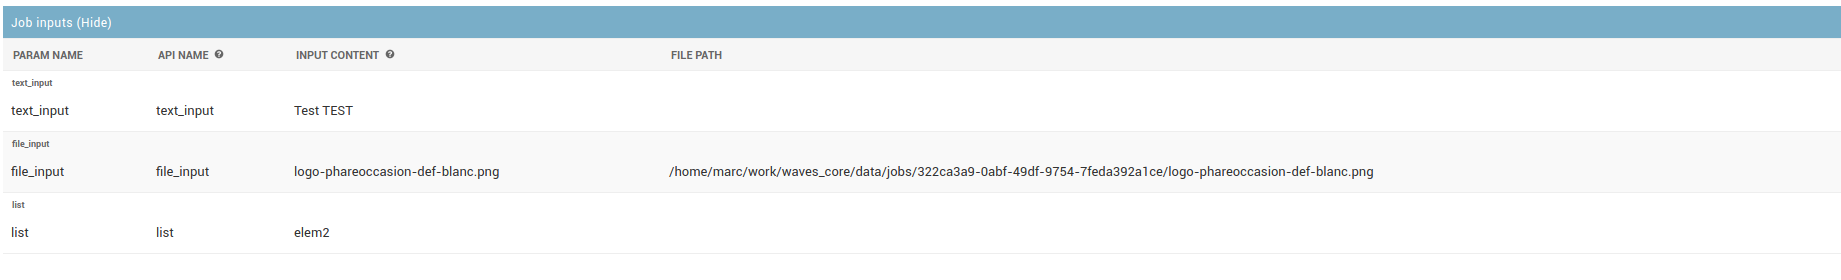 Job inputs (Hide)
PARAM NAME API NAME ? INPUT CONTENT ? FILE PATH
text_input
text_input text_input Test TEST
file_input
file_input file_input logo-phareoccasion-def-blanc.png /home/marc/work/waves_core/data/jobs/322ca3a9-0abf-49df-9754-7feda392a1ce/logo-phareoccasion-def-blanc.png
list
list list elem2